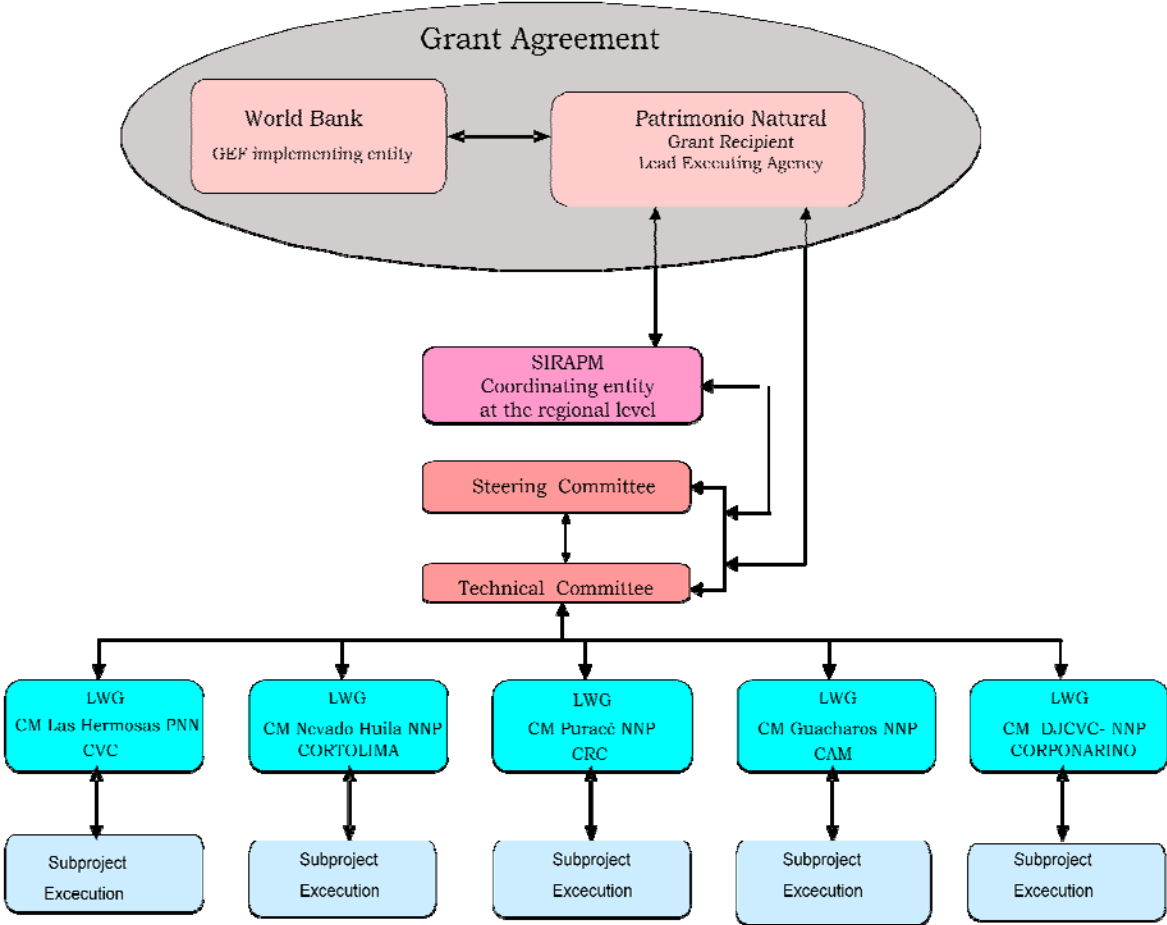 Grant Agreement
World Bank
GEF implementing entity
Patrimonio Natural
Grant Recipient
Lead Executing Agency
SIRAPM
Coordinating entity
at the regional level
Steering Committee
Technical Committee
LWG
CM Las Hermosas PNN
CVC
LWG
CM Nevado Huila NNP
CORTOLIMA
LWG
CM Puracé NNP
CRC
LWG
CM Guacharos NNP
CAM
LWG
CM DJCVC- NNP
CORPONARINO
Subproject
Excecution
Subproject
Excecution
Subproject
Excecution
Subproject
Excecution
Subproject
Excecution